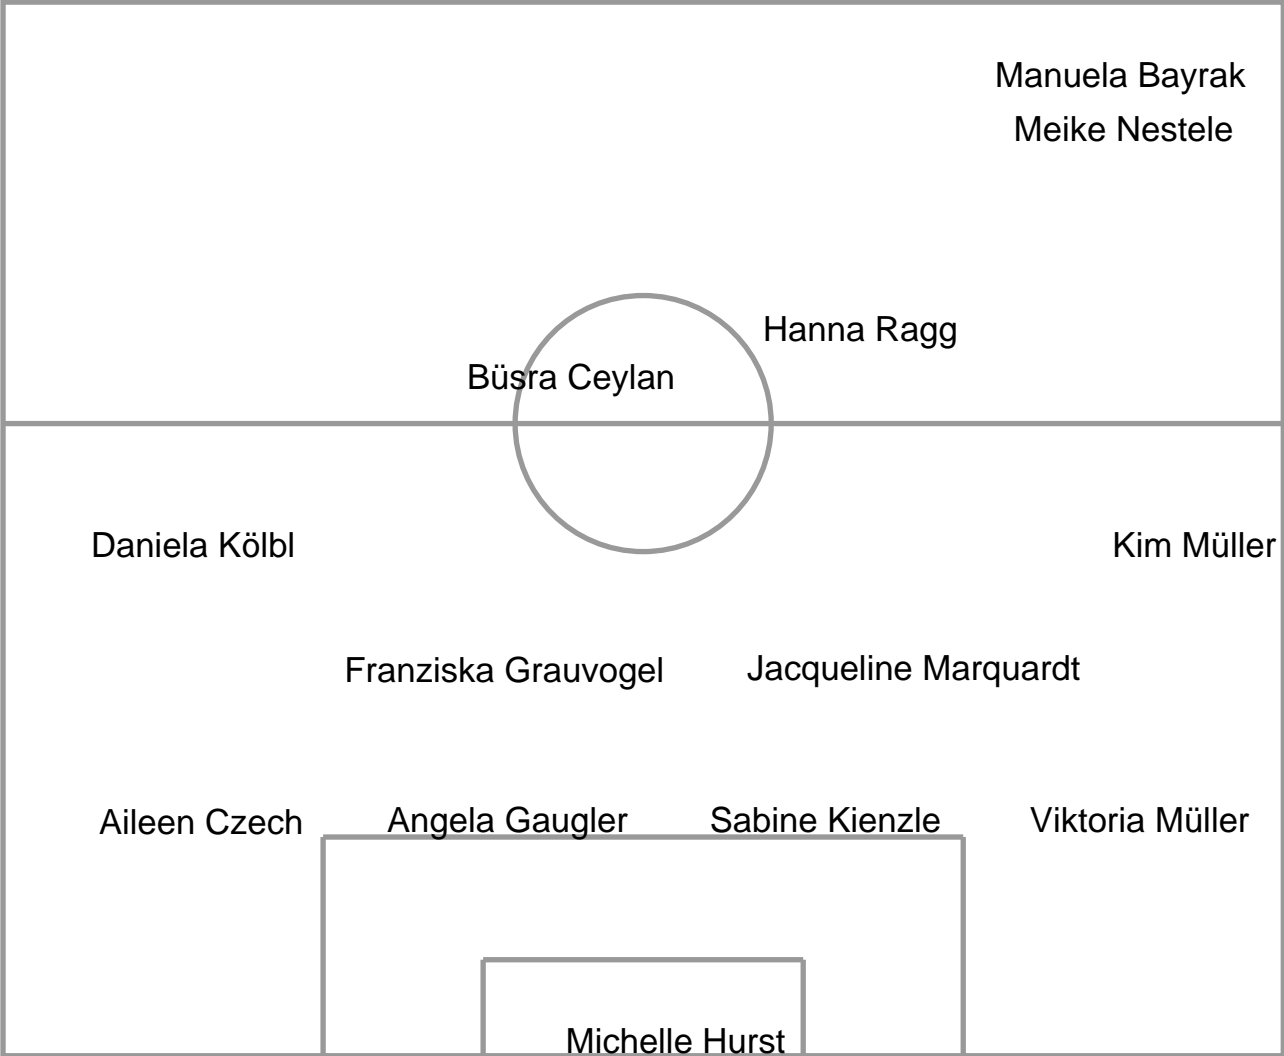 Manuela Bayrak
Meike Nestele
Hanna Ragg
Büsra Ceylan
Daniela Kölbl
Kim Müller
Franziska Grauvogel
Jacqueline Marquardt
Aileen Czech
Angela Gaugler
Sabine Kienzle
Viktoria Müller
Michelle Hurst